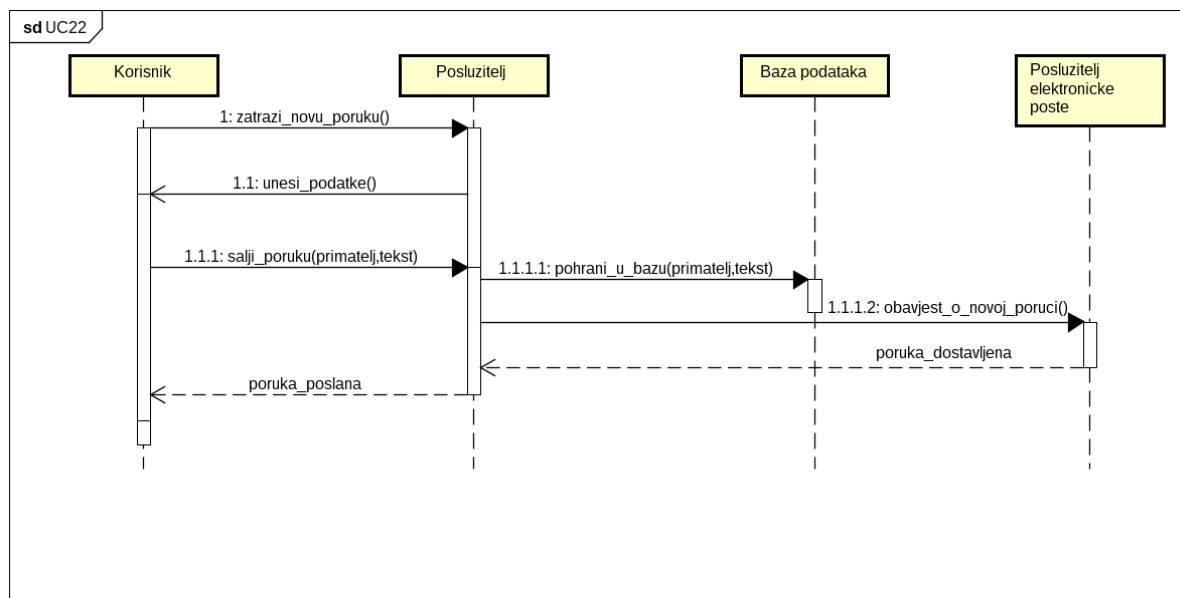 sd UC22
Korisnik
Posluzitelj
Baza podataka
Posluzitelj
elektronicke
poste
1: zatrazi_novu_poruku()
1.1: unesi_podatke()
1.1.1: salji_poruku(primatelj,tekst)
1.1.1.1: pohrani_u_bazu(primatelj,tekst)
1.1.1.2: obavjest_o_novoj_poruci()
poruka_dostavljena
poruka_poslana